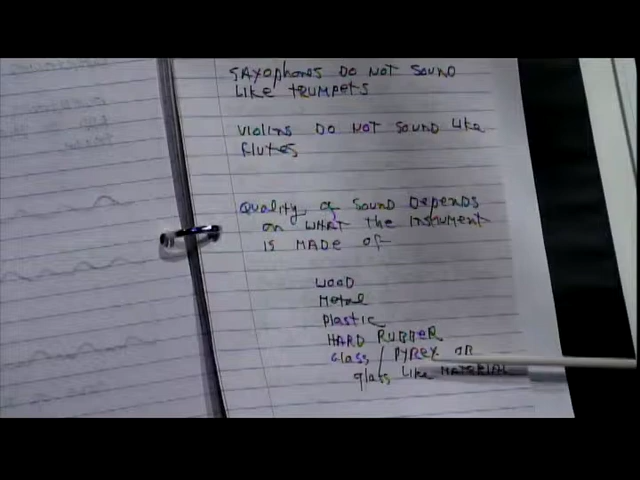 SAXOPHONES DO NOT SOUND
LIKE TRUMPETS
VIOLINS DO NOT SOUND LIKE
FLUTES
QUALITY of SOUND DEPENDS
on WHAT the INSTRUMENT
IS MADE OF
WOOD
Metal
Plastic
HARD RUBBER
Glass / PYREX OR
glass LIKE MATERIAL